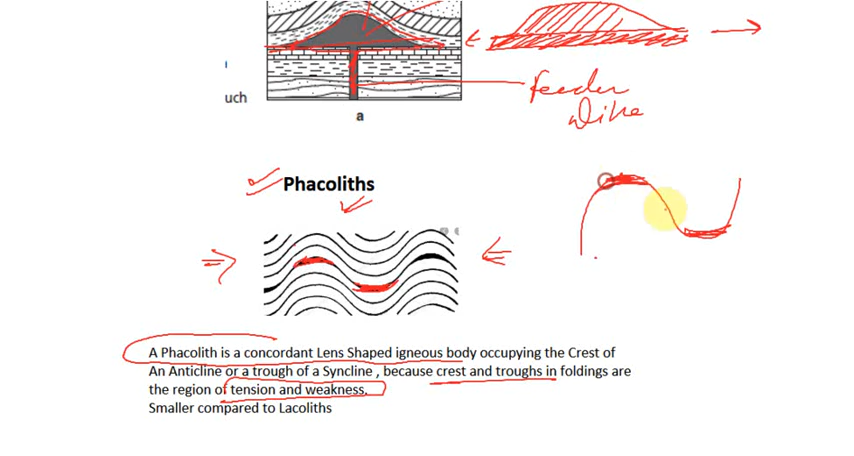 uch
a
Feeder
dike
Phacoliths
A Phacolith is a concordant Lens Shaped igneous body occupying the Crest of
An Anticline or a trough of a Syncline , because crest and troughs in foldings are
the region of tension and weakness.
Smaller compared to Lacoliths